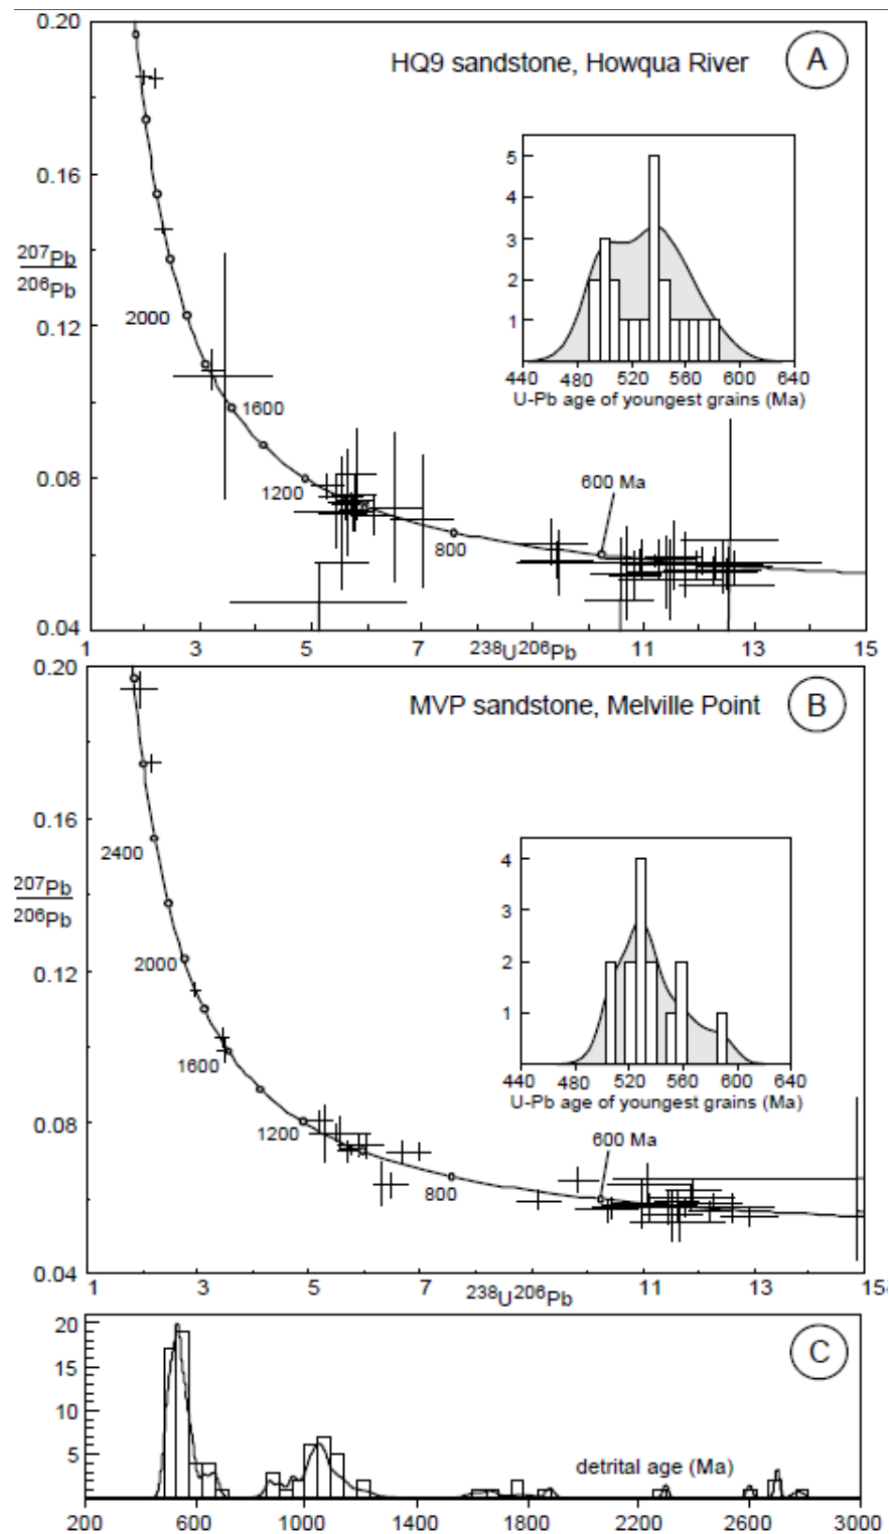 0.20
HQ9 sandstone, Howqua River
A
5
4
3
2
1
440 480 520 560 600 640
U-Pb age of youngest grains (Ma)
0.16
207Pb
206Pb
2000
0.12
1600
0.08
1200
600 Ma
800
0.04
1 3 5 7 238U206Pb 11 13 15
0.20
MVP sandstone, Melville Point
B
4
3
2
1
440 480 520 560 600 640
U-Pb age of youngest grains (Ma)
0.16
2400
207Pb
206Pb
2000
0.12
1600
0.08
1200
600 Ma
800
0.04
1 3 5 7 238U206Pb 11 13 15
20
C
15
10
detrital age (Ma)
5
200 600 1000 1400 1800 2200 2600 3000